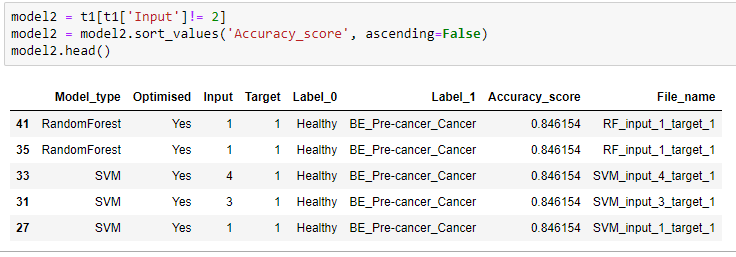 model2 = t1[t1['Input']!= 2]
model2 = model2.sort_values('Accuracy_score', ascending=False)
model2.head()
Model_type Optimised Input Target Label_0 Label_1 Accuracy_score File_name
41 RandomForest Yes 1 1 Healthy BE_Pre-cancer_Cancer 0.846154 RF_input_1_target_1
35 RandomForest Yes 1 1 Healthy BE_Pre-cancer_Cancer 0.846154 RF_input_1_target_1
33 SVM Yes 4 1 Healthy BE_Pre-cancer_Cancer 0.846154 SVM_input_4_target_1
31 SVM Yes 3 1 Healthy BE_Pre-cancer_Cancer 0.846154 SVM_input_3_target_1
27 SVM Yes 1 1 Healthy BE_Pre-cancer_Cancer 0.846154 SVM_input_1_target_1